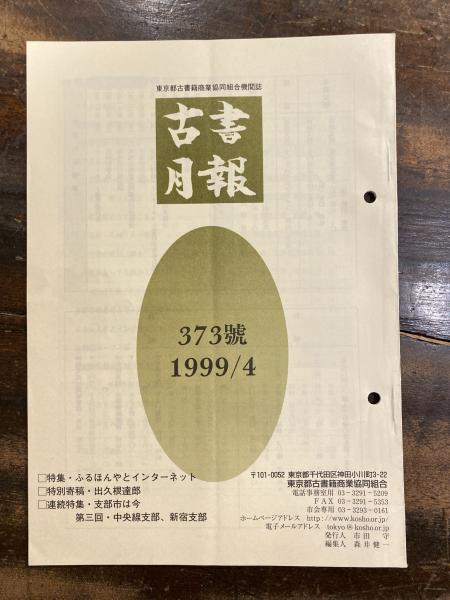 東京都古書籍商業協同組合機関誌
古書
月報
373號
1999/4
□特集・ふるほんやとインターネット
□特別寄稿・出久根達郎
□連続特集・支部市は今
第三回・中央線支部、新宿支部
〒101-0052 東京都千代田区神田小川町3-22
東京都古書籍商業協同組合
電話事務室用 03-3291-5209
FAX 03-3291-5353
市会専用 03-3293-0161
ホームページアドレス http://www.kosho.or.jp/
電子メールアドレス tokyo@kosho.or.jp
発行人 市田 守
編集人 森井健一